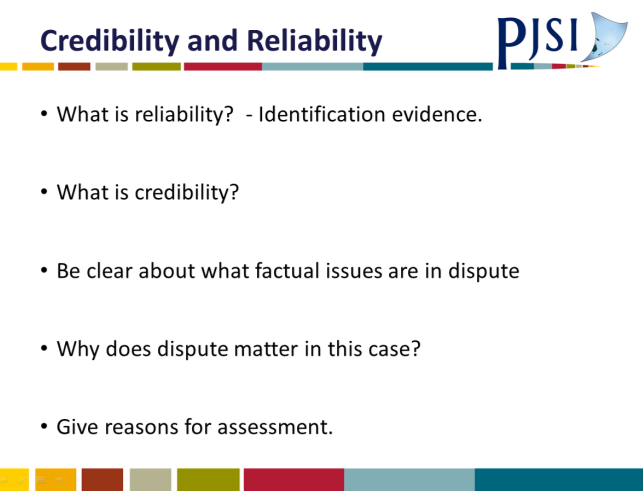 Credibility and Reliability
PJSI
• What is reliability?  - Identification evidence.
• What is credibility?
• Be clear about what factual issues are in dispute
• Why does dispute matter in this case?
• Give reasons for assessment.